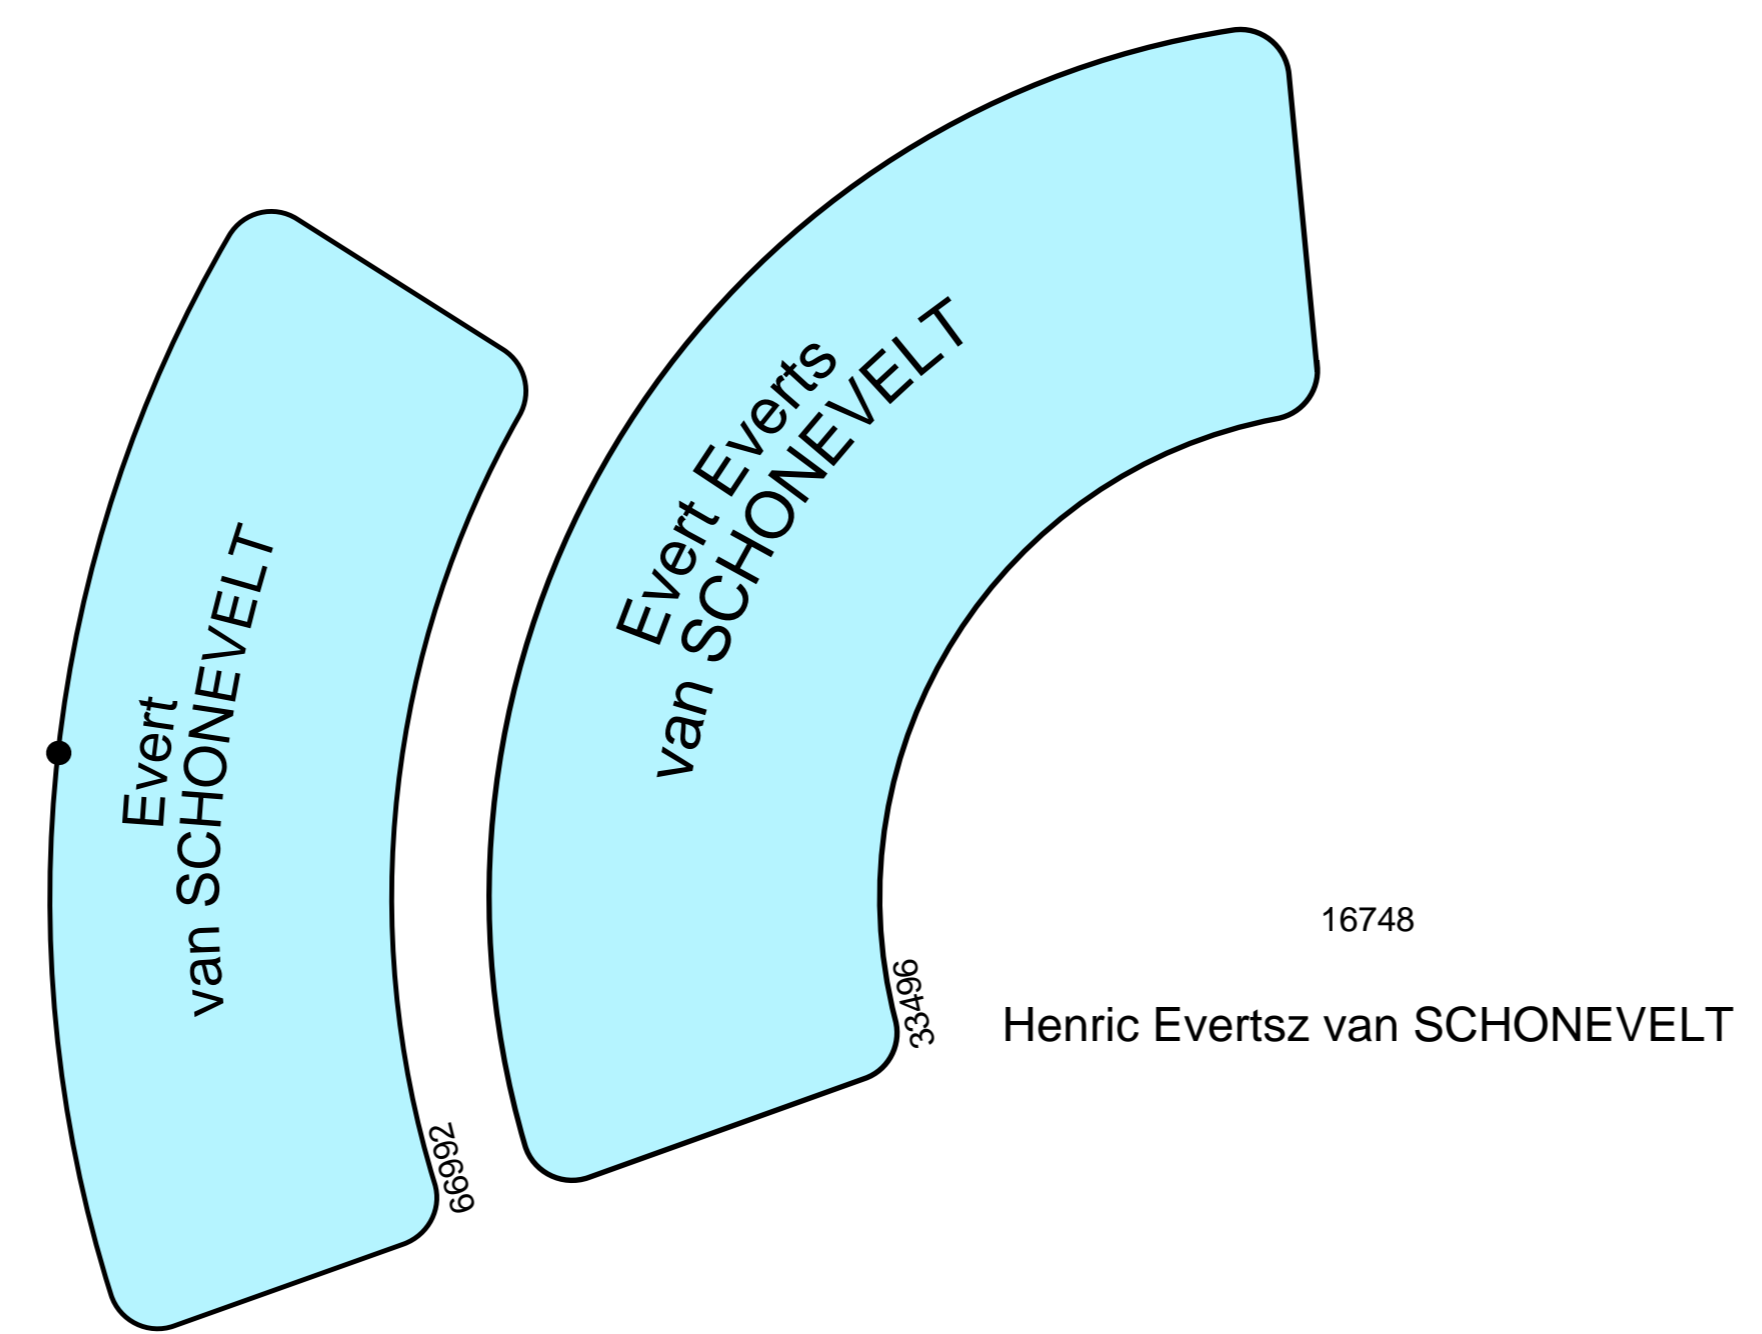 Evert
van SCHONEVELT
66992
Evert Everts
van SCHONEVELT
33496
16748
Henric Evertsz van SCHONEVELT